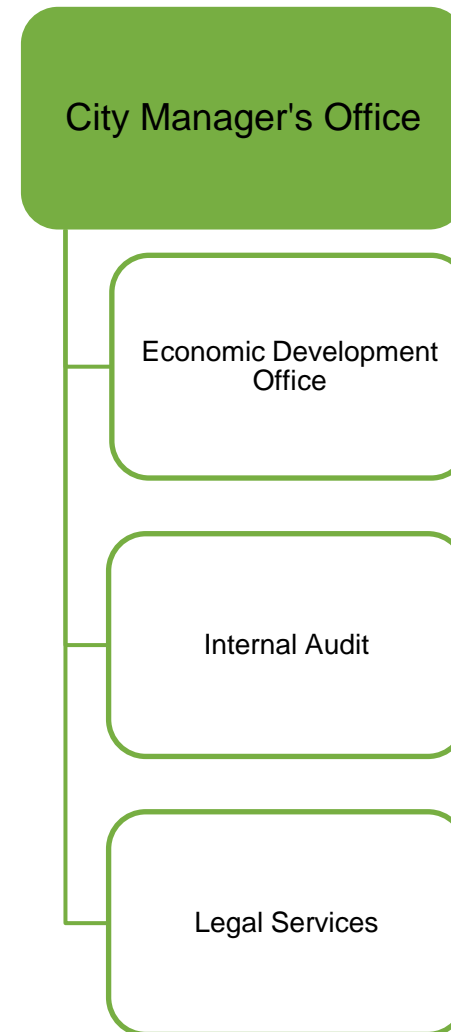 City Manager's Office
Economic Development
Office
Internal Audit
Legal Services